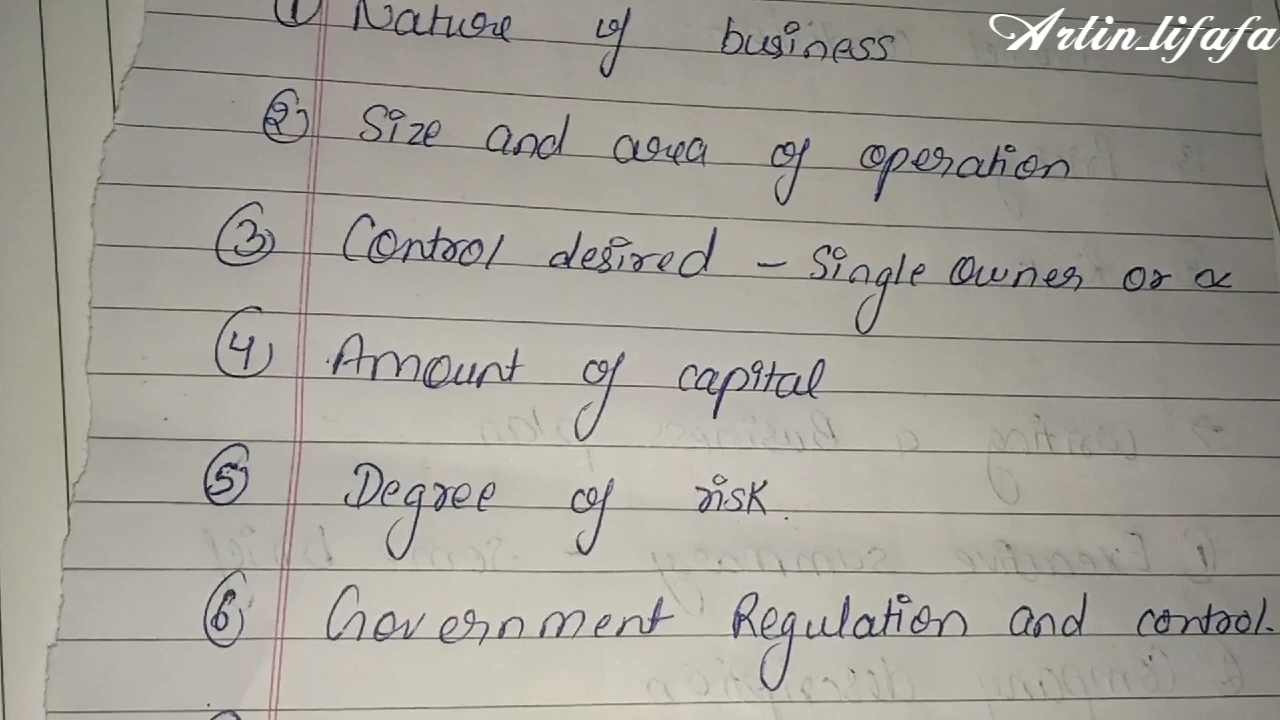 Artin_lifafa
1) Nature of business
2) Size and area of operation
3) Control desired - Single owner or
4) Amount of capital
5) Degree of risk.
6) Government Regulation and control.